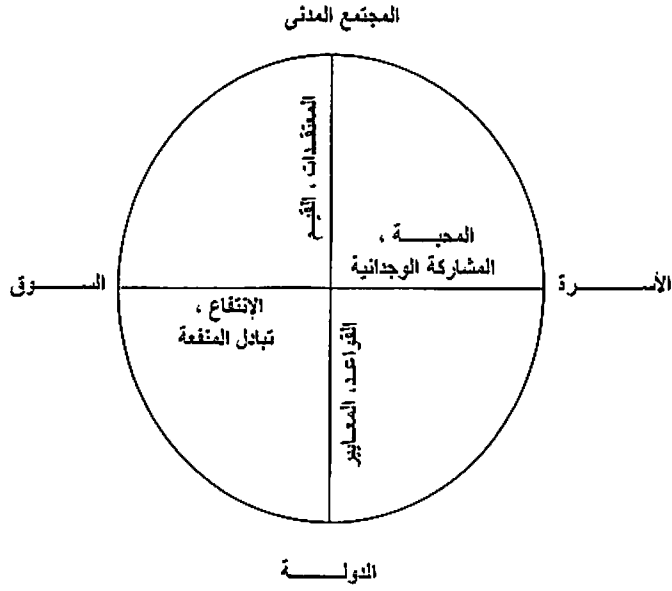 المجتمع المدنى
المعتقدات ، القيم
المحبـــة ،
المشاركة الوجدانية
الأســـرة
الســـوق
الإنتفاع ،
تبادل المنفعة
القواعد، المعايير
الدولـــة